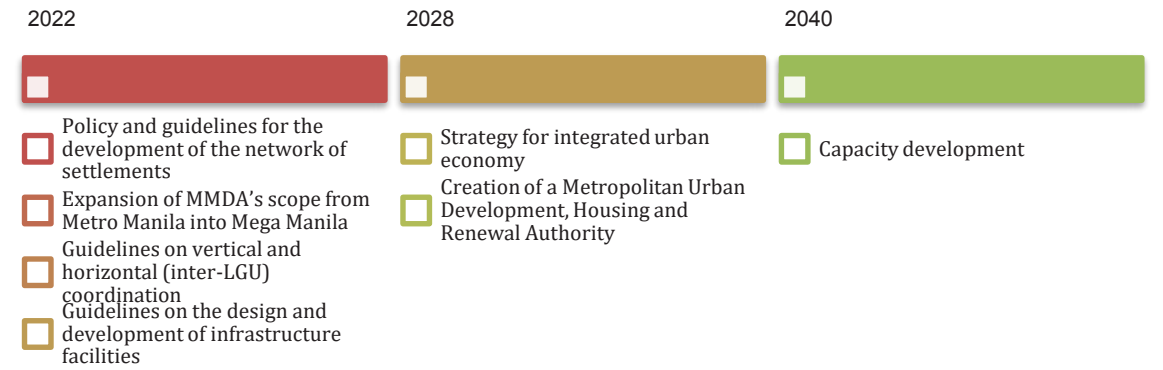 2022
2028
2040
Policy and guidelines for the
development of the network of
settlements
Expansion of MMDA's scope from
Metro Manila into Mega Manila
Guidelines on vertical and
horizontal (inter-LGU)
coordination
Guidelines on the design and
development of infrastructure
facilities
Strategy for integrated urban
economy
Creation of a Metropolitan Urban
Development, Housing and
Renewal Authority
Capacity development